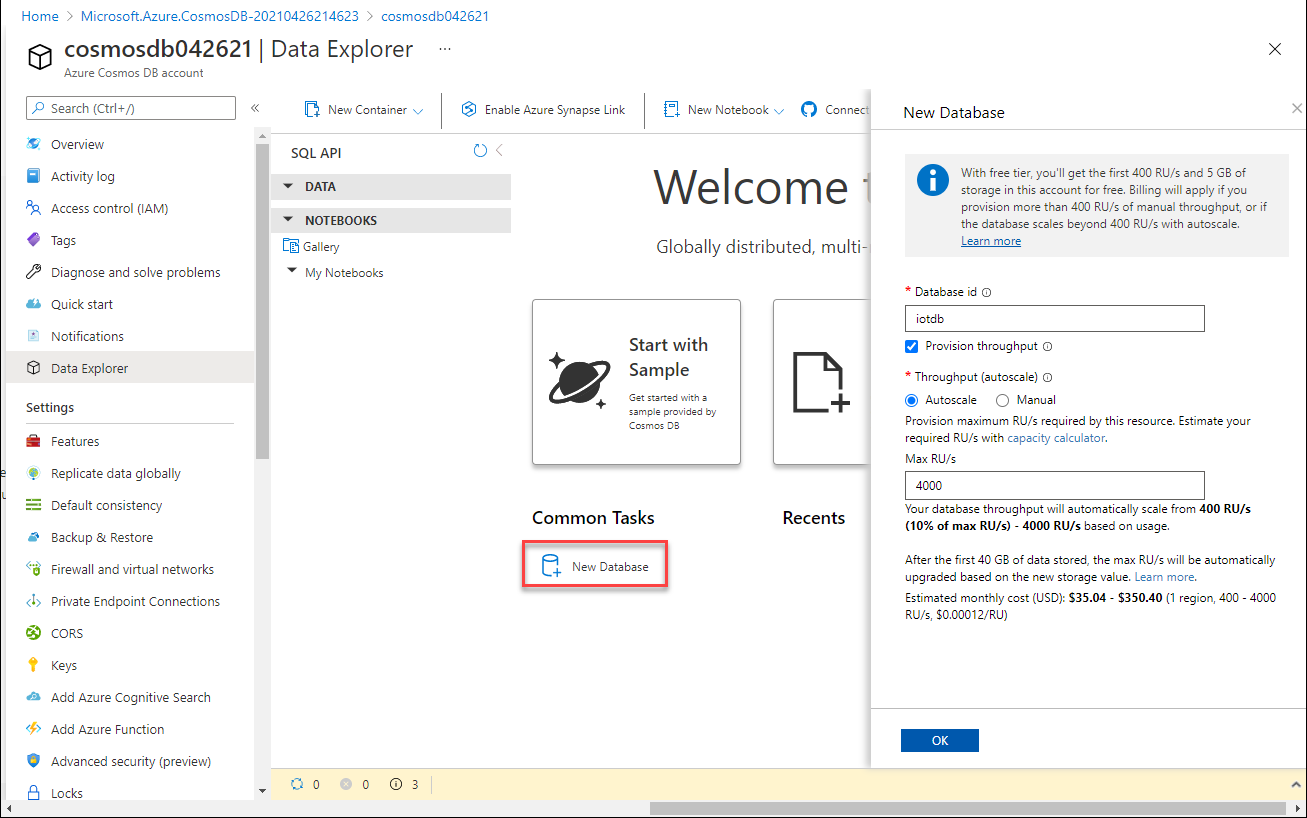 Home > Microsoft.Azure.CosmosDB-20210426214623 > cosmosdb042621
cosmosdb042621 | Data Explorer ...
Azure Cosmos DB account
Search (Ctrl+/)
Overview
Activity log
Access control (IAM)
Tags
Diagnose and solve problems
Quick start
Notifications
Data Explorer
Settings
Features
Replicate data globally
Default consistency
Backup & Restore
Firewall and virtual networks
Private Endpoint Connections
CORS
Keys
Add Azure Cognitive Search
Add Azure Function
Advanced security (preview)
Locks
New Container
Enable Azure Synapse Link
New Notebook
Connect
SQL API
DATA
NOTEBOOKS
Gallery
My Notebooks
Welcome
Globally distributed, multi-
Start with
Sample
Get started with a
sample provided by
Cosmos DB
Common Tasks
New Database
Recents
0
0
3
New Database
With free tier, you'll get the first 400 RU/s and 5 GB of
storage in this account for free. Billing will apply if you
provision more than 400 RU/s of manual throughput, or if
the database scales beyond 400 RU/s with autoscale.
Learn more
* Database id
iotdb
Provision throughput
* Throughput (autoscale)
Autoscale
Manual
Provision maximum RU/s required by this resource. Estimate your
required RU/s with capacity calculator.
Max RU/s
4000
Your database throughput will automatically scale from 400 RU/s
(10% of max RU/s) - 4000 RU/s based on usage.
After the first 40 GB of data stored, the max RU/s will be automatically
upgraded based on the new storage value. Learn more.
Estimated monthly cost (USD): $35.04 - $350.40 (1 region, 400 - 4000
RU/s, $0.00012/RU)
OK